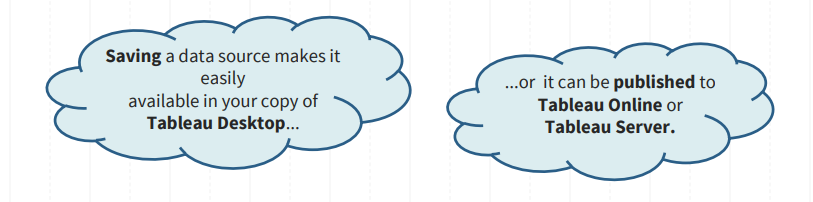 Saving a data source makes it
easily
available in your copy of
Tableau Desktop...
...or it can be published to
Tableau Online or
Tableau Server.